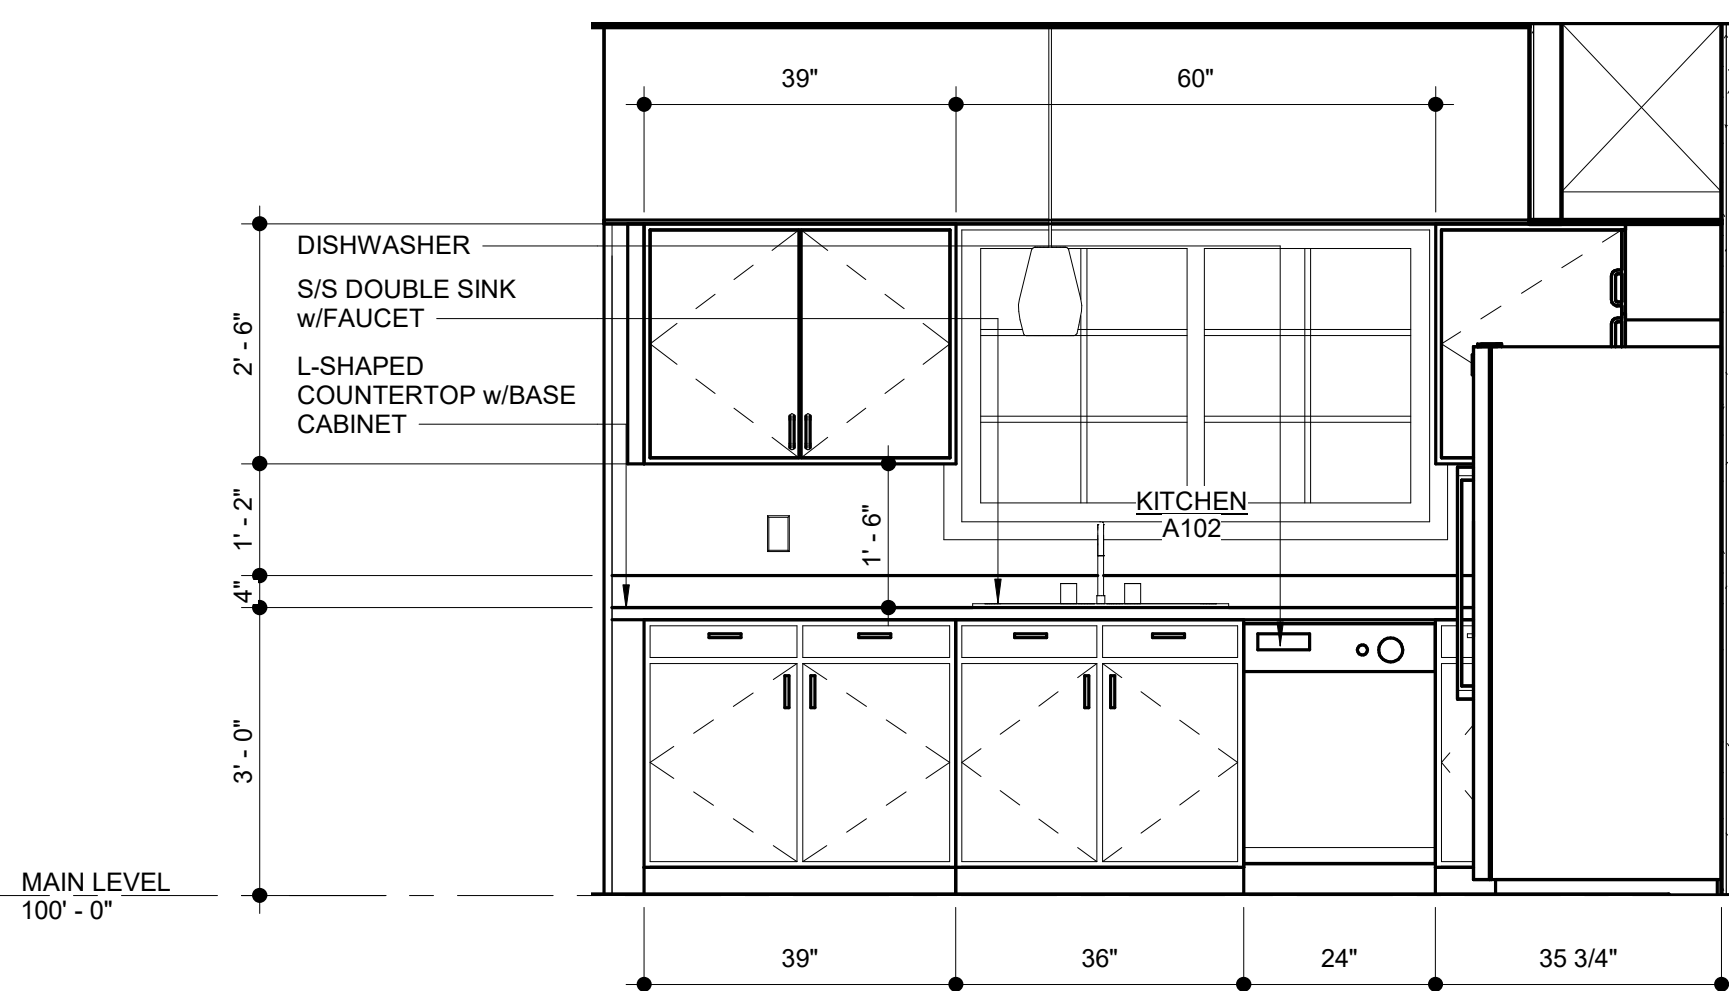 39"
60"
DISHWASHER
S/S DOUBLE SINK
w/FAUCET
L-SHAPED
COUNTERTOP w/BASE
CABINET
2' - 6"
1' - 2"
4"
3' - 0"
1' - 6"
KITCHEN
A102
MAIN LEVEL
100' - 0"
39"
36"
24"
35 3/4"